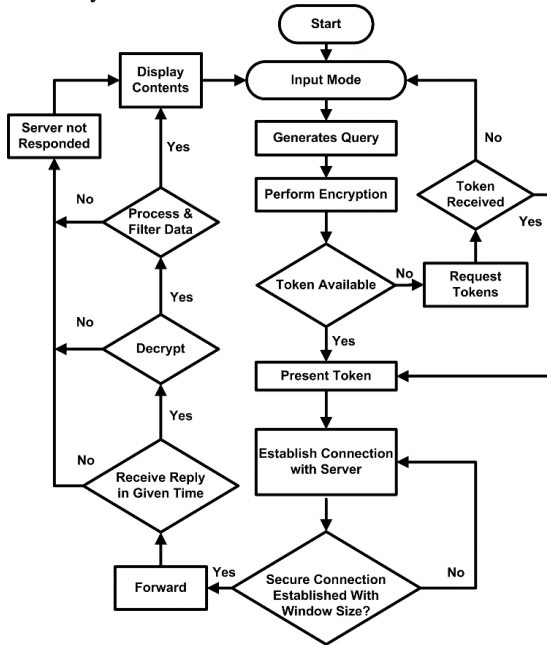 Start
Input Mode
Display
Contents
Server not
Responded
Generates Query
Perform Encryption
Token Available
No
Request
Tokens
Token
Received
No
Yes
Yes
Present Token
Establish Connection
with Server
Secure Connection
Established With
Window Size?
No
Yes
Forward
Receive Reply
in Given Time
No
Yes
Decrypt
No
Yes
Process &
Filter Data
No
Yes